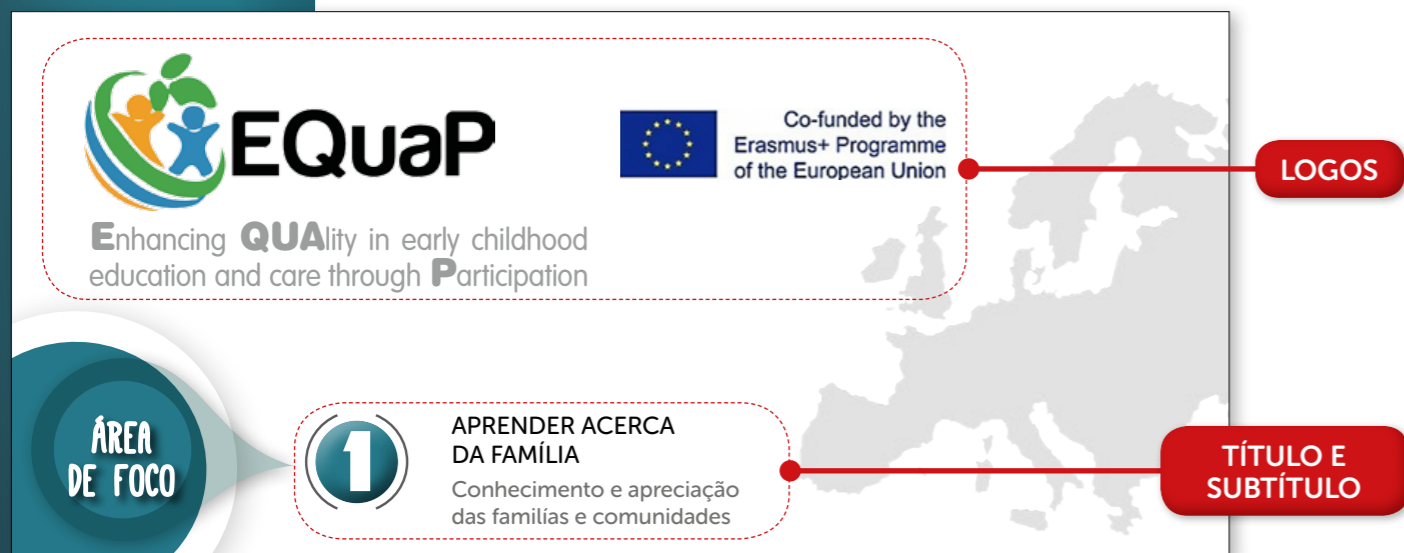 EQuaP
Enhancing QUAlity in early childhood
education and care through Participation
Co-funded by the
Erasmus+ Programme
of the European Union
LOGOS
ÁREA
DE FOCO
1
APRENDER ACERCA
DA FAMÍLIA
Conhecimento e apreciação
das familías e comunidades
TÍTULO E
SUBTÍTULO